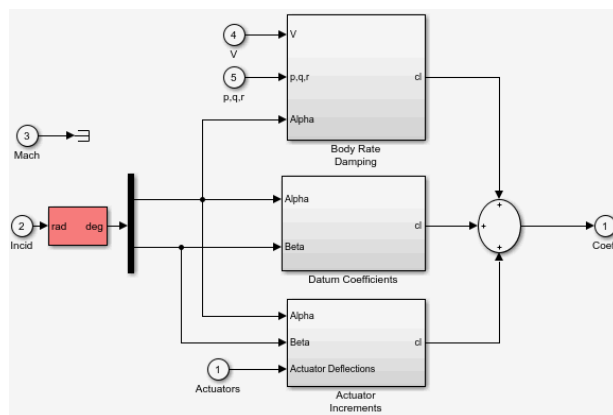 4
V
5
p,q,r
V
p,q,r
Alpha
cl
Body Rate
Damping
3
Mach
2
Incid
rad
deg
Alpha
Beta
cl
Datum Coefficients
+
+
+
1
Coef
Alpha
Beta
Actuator Deflections
cl
Actuator
Increments
1
Actuators